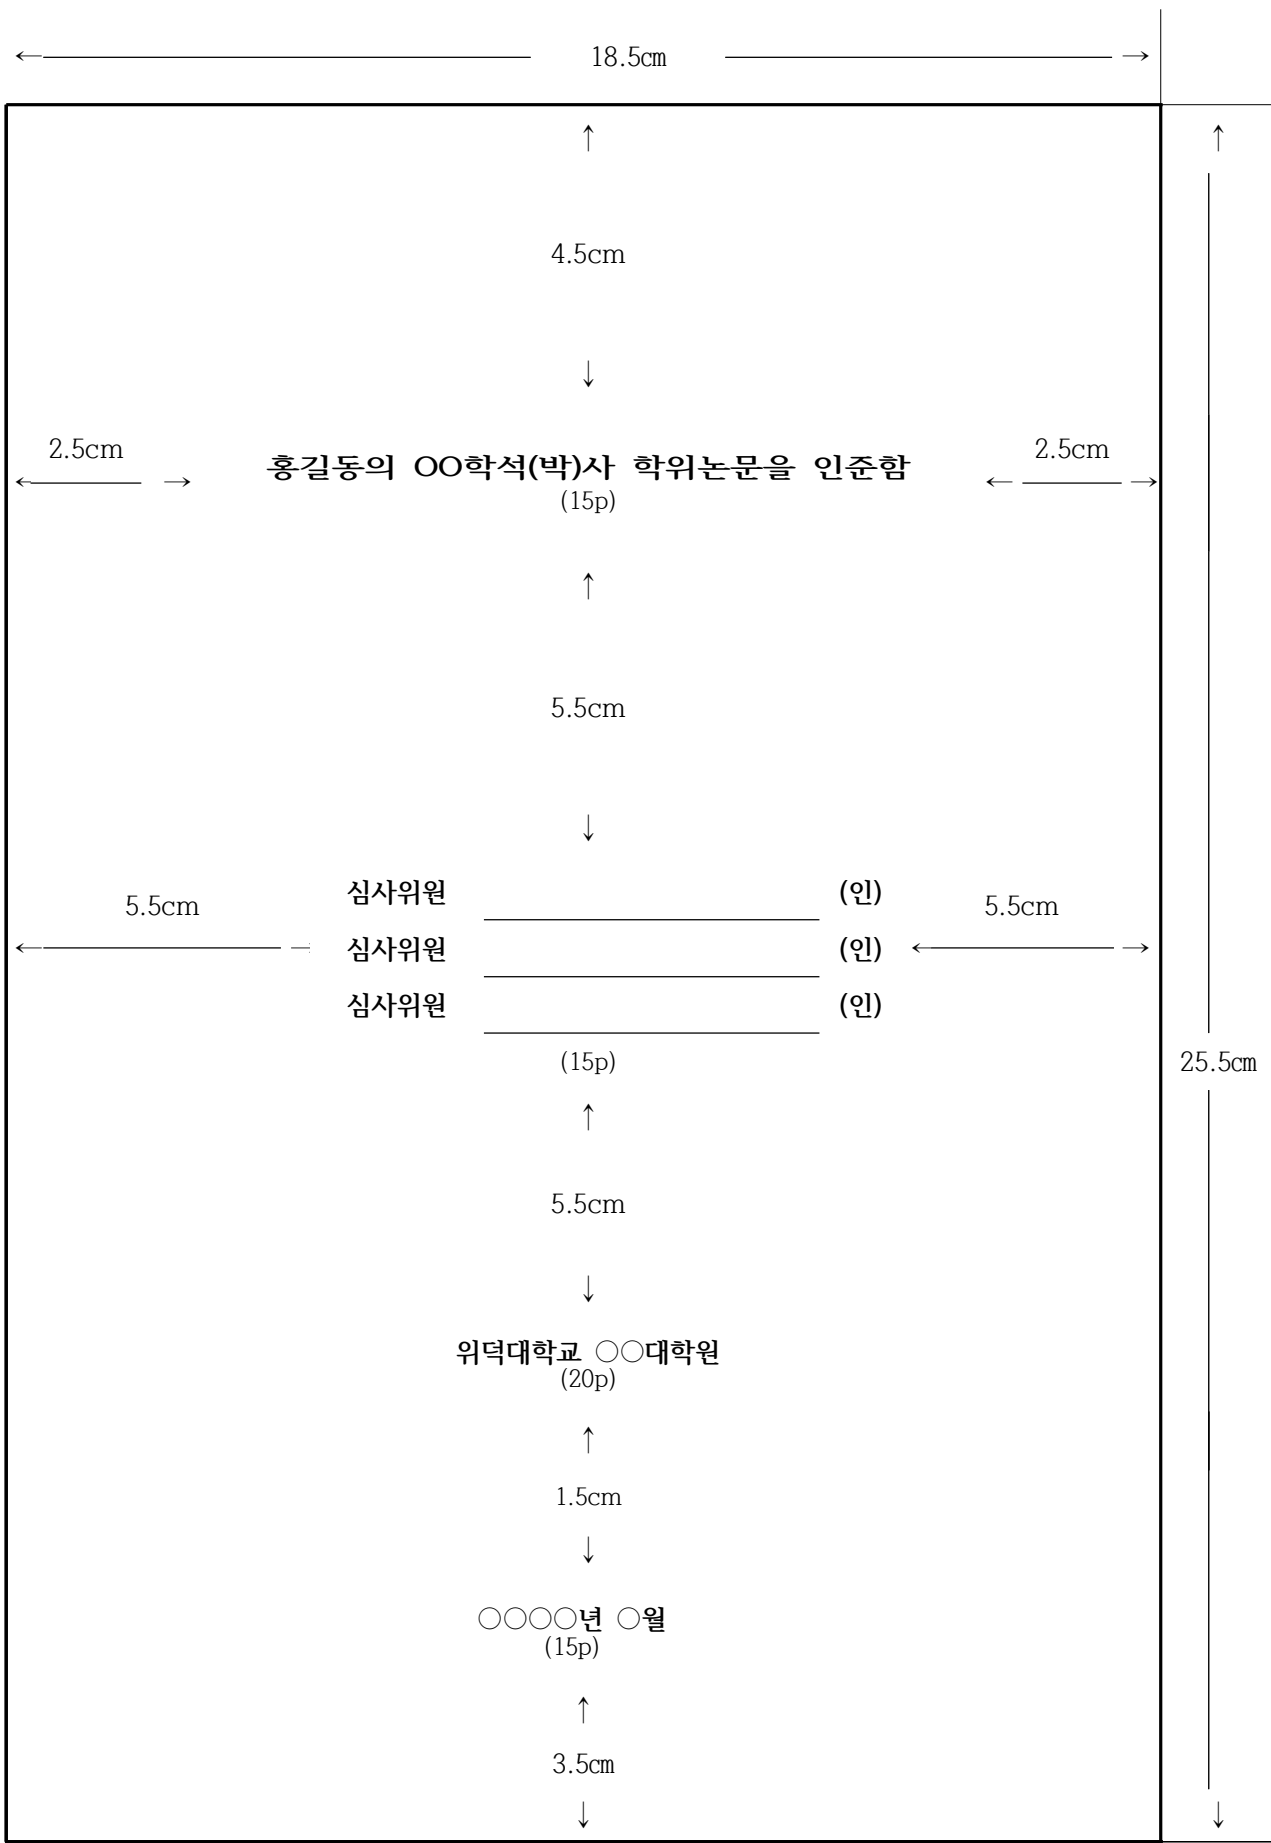 18.5㎝
4.5cm
2.5cm
홍길동의 OO학석(박)사 학위논문을 인준함
2.5cm
(15p)
5.5cm
심사위원 (인)
5.5cm
5.5cm
심사위원 (인)
심사위원 (인)
(15p)
25.5㎝
5.5cm
위덕대학교 ○○대학원
(20p)
1.5cm
○○○○년 ○월
(15p)
3.5㎝